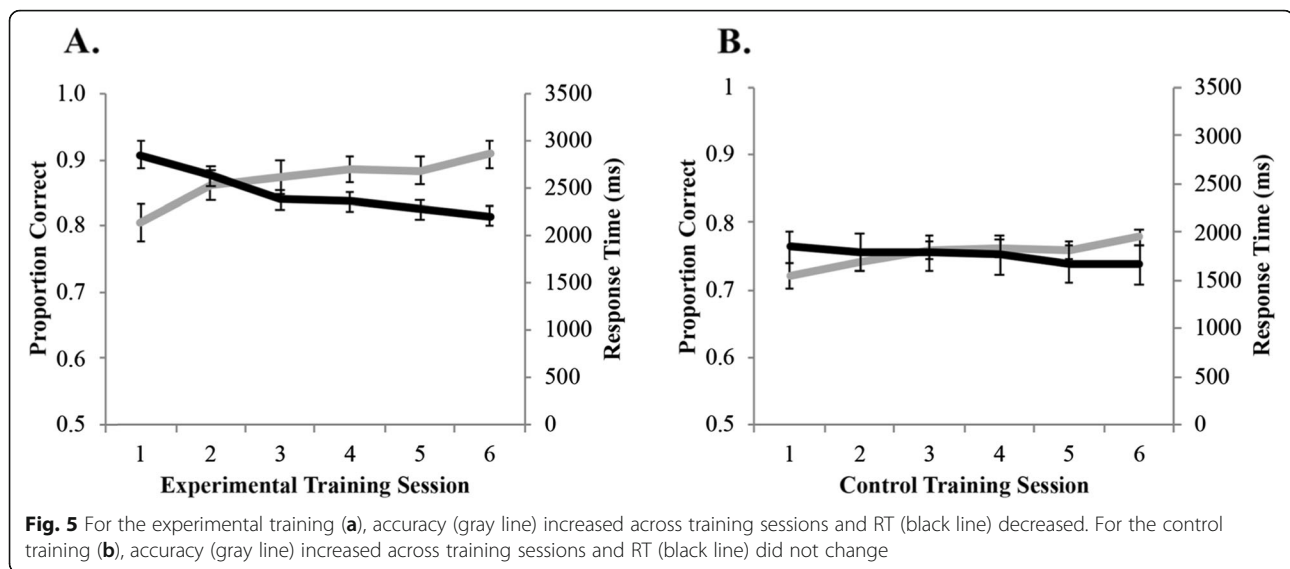 A.
B.
1.0
0.9
0.8
0.7
0.6
0.5
Proportion Correct
3500
3000
2500
2000
1500
1000
500
0
Response Time (ms)
1 2 3 4 5 6
Experimental Training Session
1
0.9
0.8
0.7
0.6
0.5
Proportion Correct
3500
3000
2500
2000
1500
1000
500
0
Response Time (ms)
1 2 3 4 5 6
Control Training Session
Fig. 5 For the experimental training (a), accuracy (gray line) increased across training sessions and RT (black line) decreased. For the control
training (b), accuracy (gray line) increased across training sessions and RT (black line) did not change